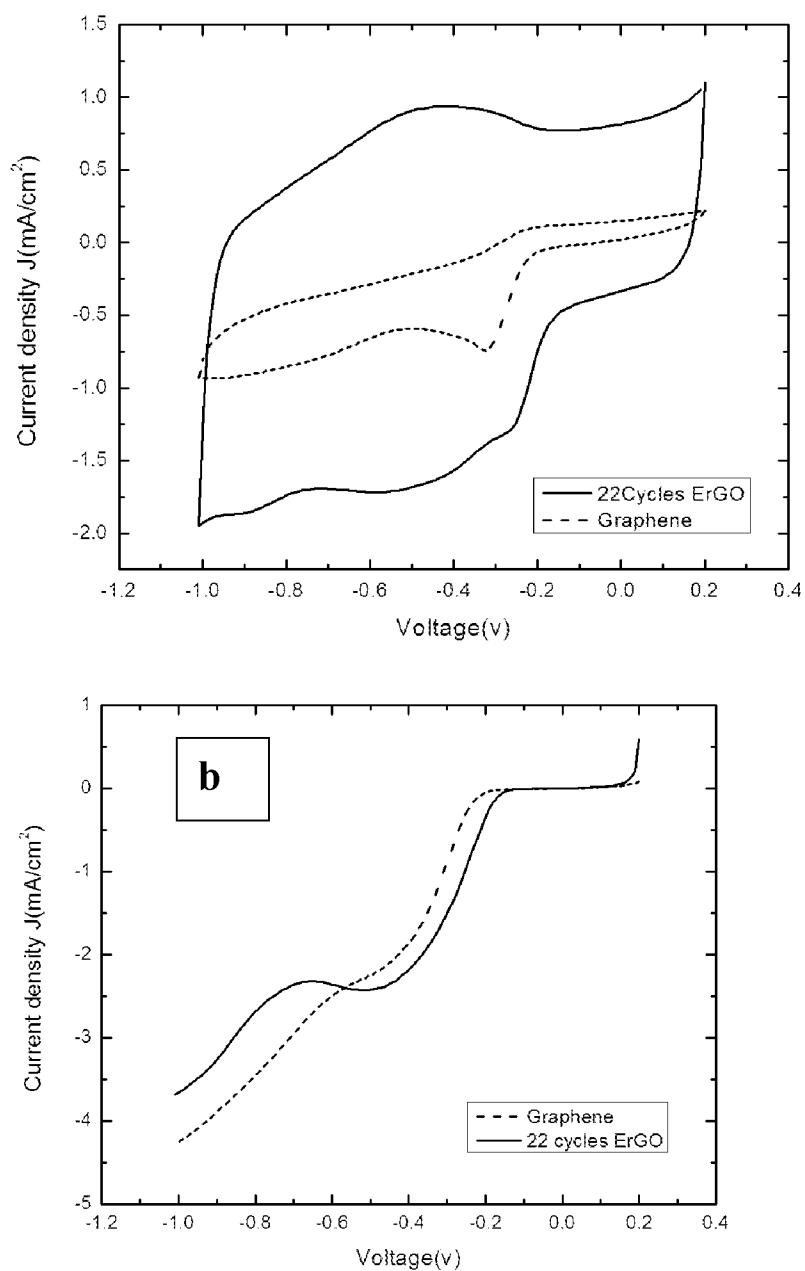 1.5
1.0
0.5
0.0
-0.5
-1.0
-1.5
-2.0
Current density J(mA/cm²)
22Cycles ErGO
Graphene
-1.2 -1.0 -0.8 -0.6 -0.4 -0.2 0.0 0.2 0.4
Voltage(v)
1
0
-1
-2
-3
-4
-5
Current density J(mA/cm²)
b
Graphene
22 cycles ErGO
-1.2 -1.0 -0.8 -0.6 -0.4 -0.2 0.0 0.2 0.4
Voltage(v)